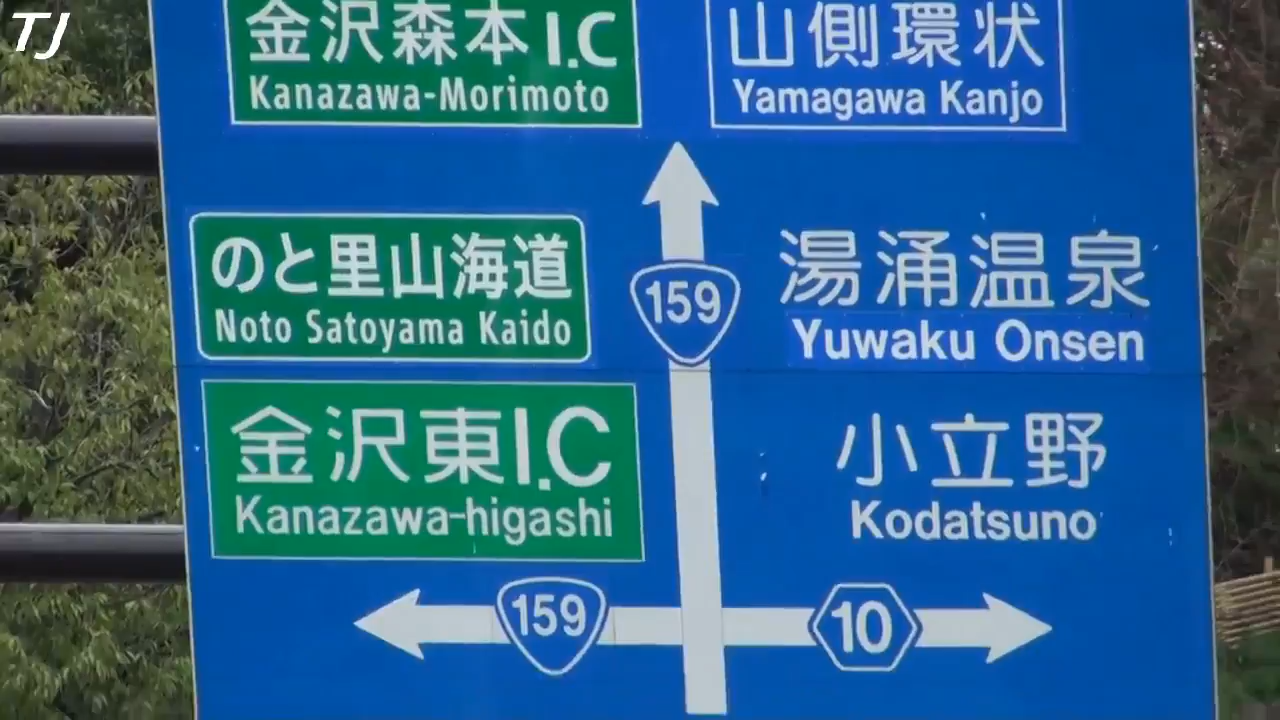 TJ
金沢森本I.C
Kanazawa-Morimoto
山側環状
Yamagawa Kanjo
のと里山海道
Noto Satoyama Kaido
159
湯涌温泉
Yuwaku Onsen
金沢東I.C
Kanazawa-higashi
小立野
Kodatsuno
159
10